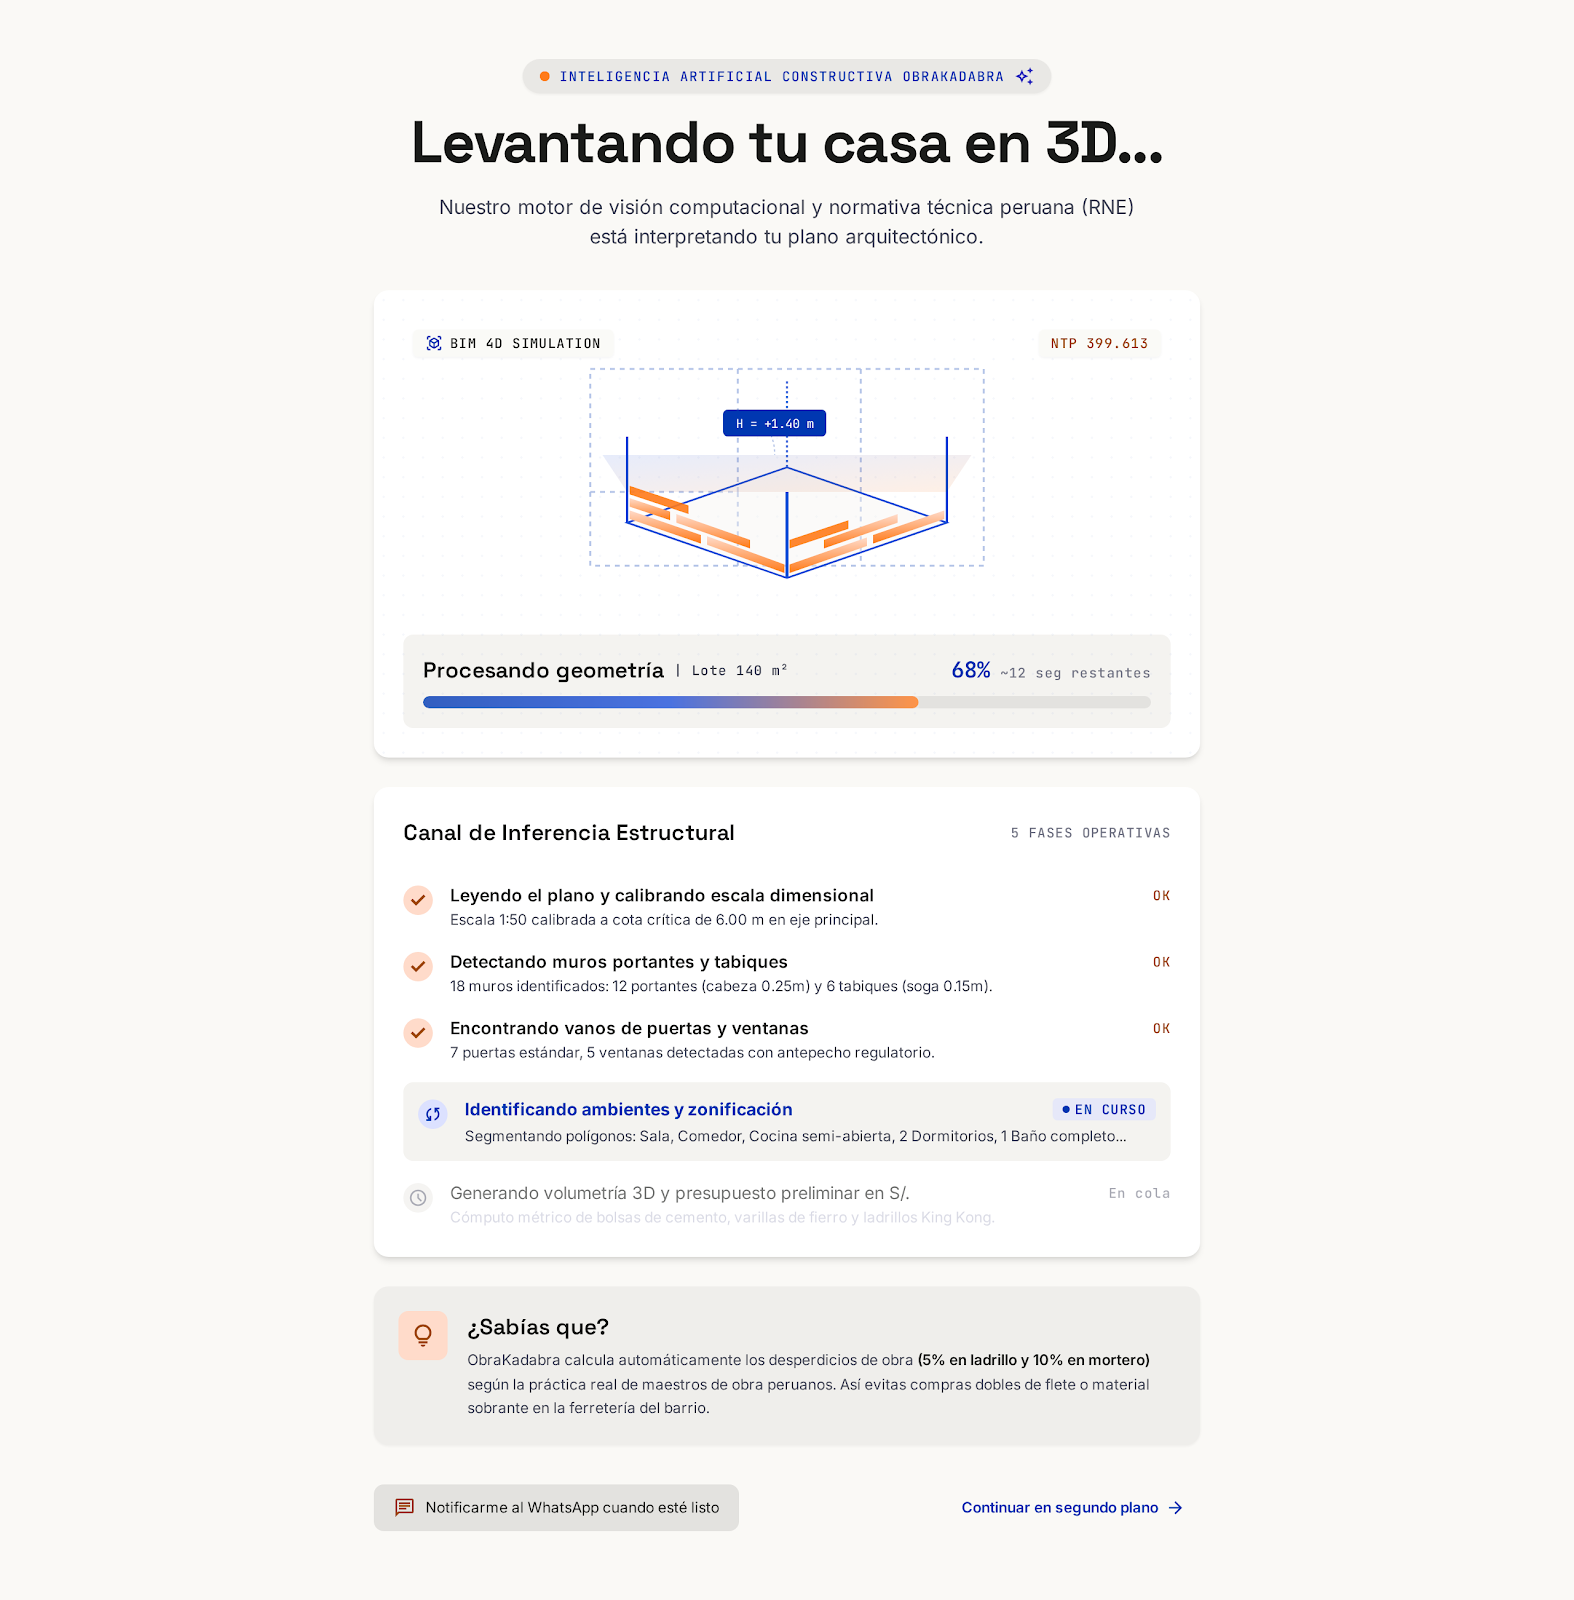 INTELIGENCIA ARTIFICIAL CONSTRUCTIVA OBRAKADABRA
Levantando tu casa en 3D...
Nuestro motor de visión computacional y normativa técnica peruana (RNE)
está interpretando tu plano arquitectónico.
BIM 4D SIMULATION
NTP 399.613
H = +1.40 m
Procesando geometría | Lote 140 m²
68% ~12 seg restantes
Canal de Inferencia Estructural
5 FASES OPERATIVAS
Leyendo el plano y calibrando escala dimensional
OK
Escala 1:50 calibrada a cota crítica de 6.00 m en eje principal.
Detectando muros portantes y tabiques
OK
18 muros identificados: 12 portantes (cabeza 0.25m) y 6 tabiques (soga 0.15m).
Encontrando vanos de puertas y ventanas
OK
7 puertas estándar, 5 ventanas detectadas con antepecho regulatorio.
Identificando ambientes y zonificación
EN CURSO
Segmentando polígonos: Sala, Comedor, Cocina semi-abierta, 2 Dormitorios, 1 Baño completo...
Generando volumetría 3D y presupuesto preliminar en S/.
En cola
Cómputo métrico de bolsas de cemento, varillas de fierro y ladrillos King Kong.
¿Sabías que?
ObraKadabra calcula automáticamente los desperdicios de obra (5% en ladrillo y 10% en mortero)
según la práctica real de maestros de obra peruanos. Así evitas compras dobles de flete o material
sobrante en la ferretería del barrio.
Notificarme al WhatsApp cuando esté listo
Continuar en segundo plano